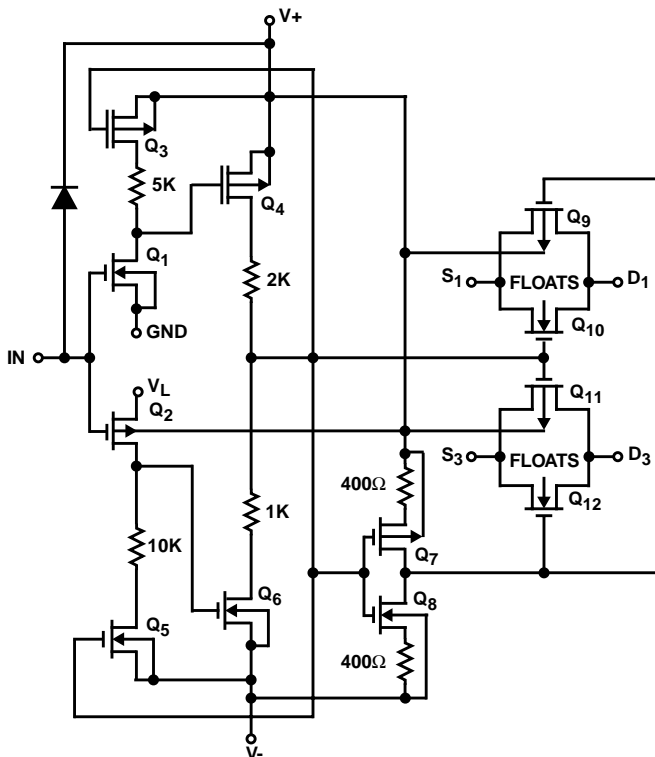 V+
Q3
5K
Q4
Q9
Q1
2K
S1
FLOATS
D1
GND
Q10
IN
VL
Q2
Q11
S3
FLOATS
D3
400Ω
Q12
1K
10K
Q7
Q6
Q8
Q5
400Ω
V-